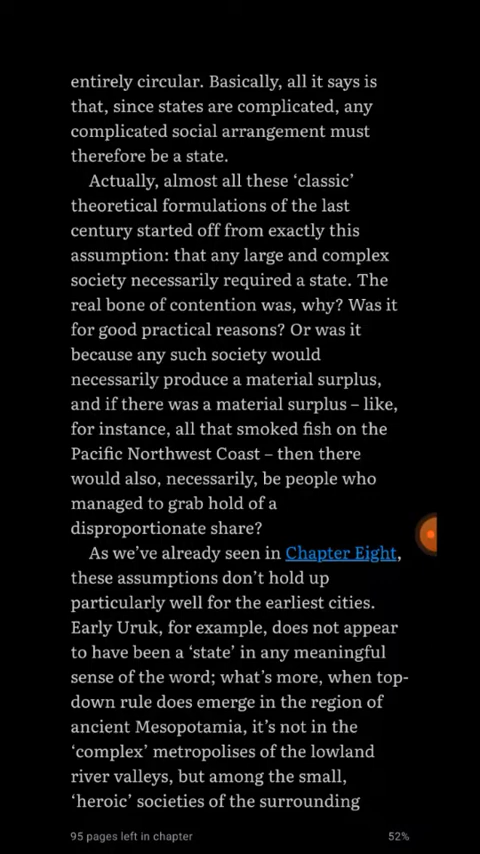 entirely circular. Basically, all it says is
that, since states are complicated, any
complicated social arrangement must
therefore be a state.
Actually, almost all these ‘classic’
theoretical formulations of the last
century started off from exactly this
assumption: that any large and complex
society necessarily required a state. The
real bone of contention was, why? Was it
for good practical reasons? Or was it
because any such society would
necessarily produce a material surplus,
and if there was a material surplus – like,
for instance, all that smoked fish on the
Pacific Northwest Coast – then there
would also, necessarily, be people who
managed to grab hold of a
disproportionate share?
As we’ve already seen in Chapter Eight,
these assumptions don’t hold up
particularly well for the earliest cities.
Early Uruk, for example, does not appear
to have been a ‘state’ in any meaningful
sense of the word; what’s more, when top-
down rule does emerge in the region of
ancient Mesopotamia, it’s not in the
‘complex’ metropolises of the lowland
river valleys, but among the small,
‘heroic’ societies of the surrounding
95 pages left in chapter 52%